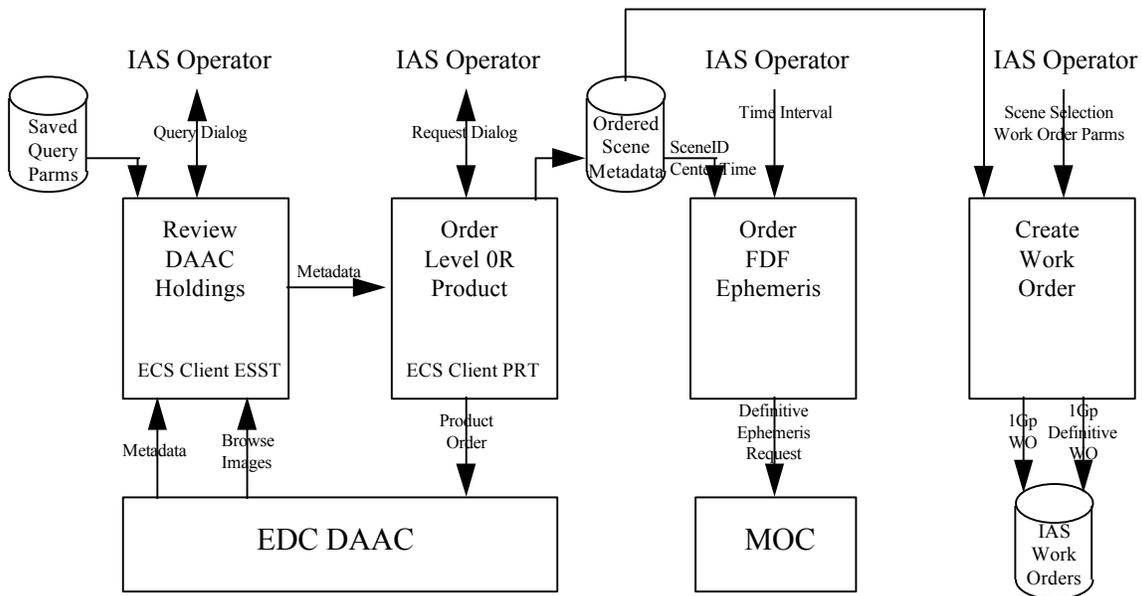 IAS Operator
IAS Operator
IAS Operator
IAS Operator
Saved
Query
Parms
Query Dialog
Request Dialog
Ordered
Scene
Metadata
SceneID
Center Time
Time Interval
Scene Selection
Work Order Parms
Review
DAAC
Holdings
ECS Client ESST
Metadata
Order
Level 0R
Product
ECS Client PRT
Order
FDF
Ephemeris
Create
Work
Order
Metadata
Browse
Images
Product
Order
Definitive
Ephemeris
Request
1Gp
WO
1Gp
Definitive
WO
EDC DAAC
MOC
IAS
Work
Orders